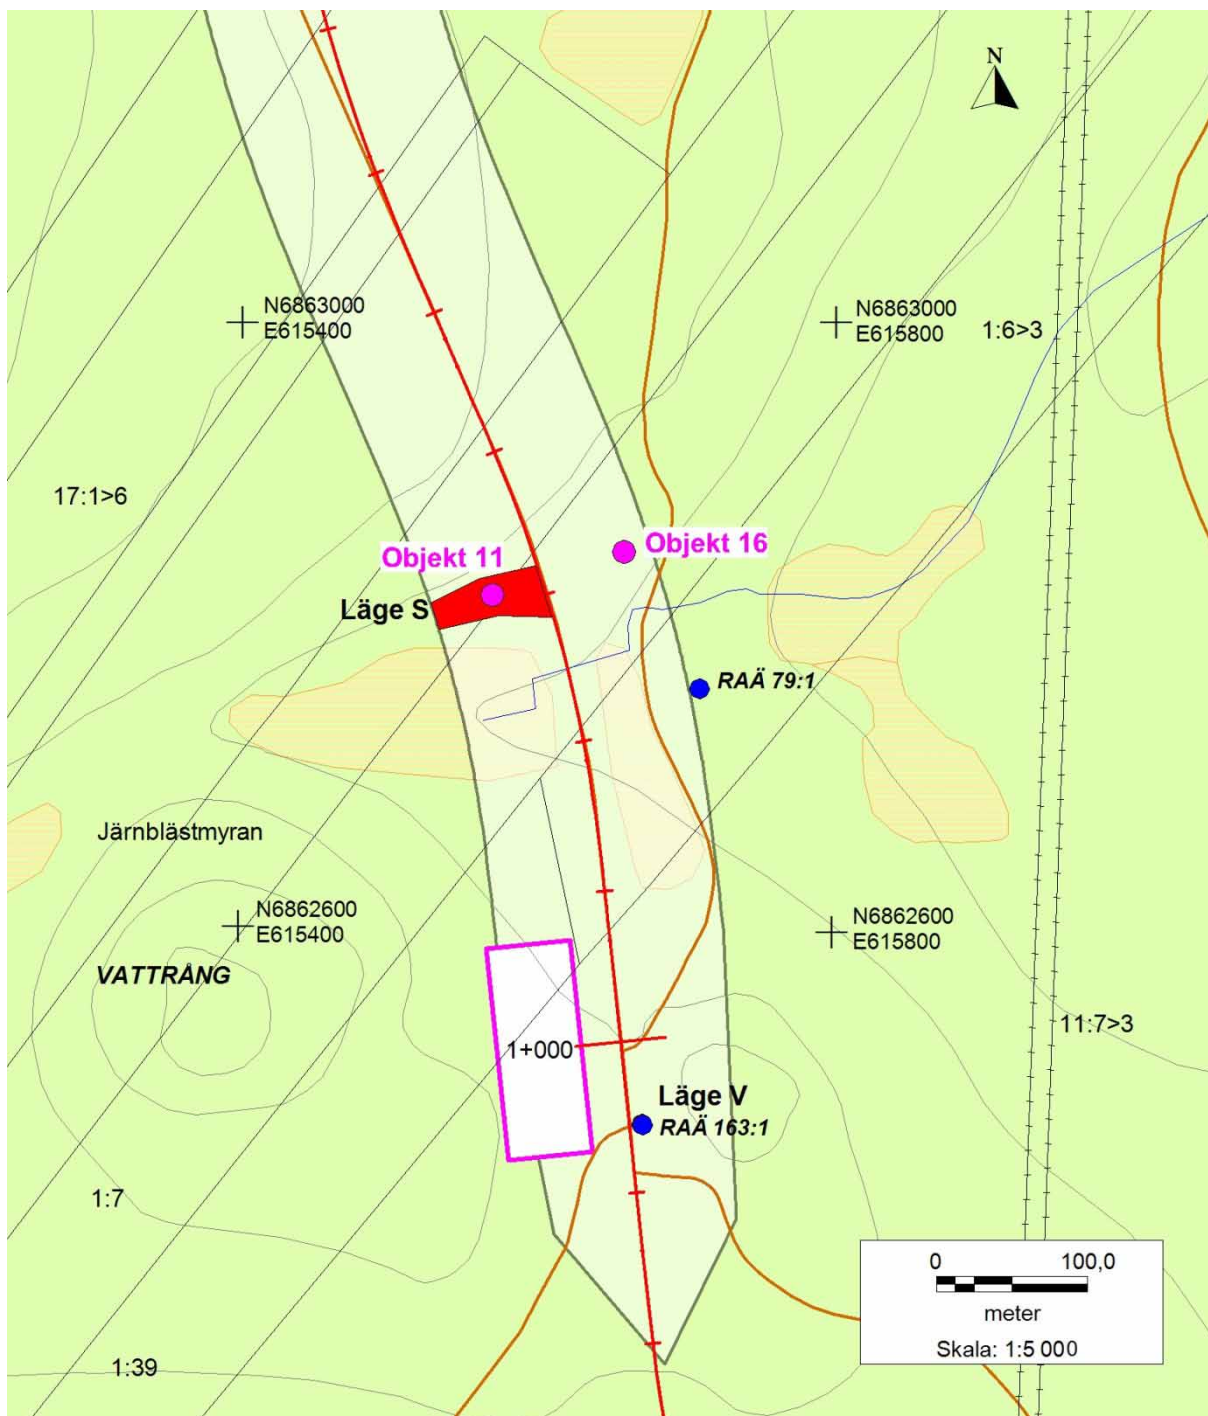 N
N6863000
E615400
N6863000
E615800
1:6>3
17:1>6
Objekt 16
Objekt 11
Läge S
RAÄ 79:1
Järnblästmyran
N6862600
E615400
N6862600
E615800
VATTRÅNG
11:7>3
1+000
Läge V
RAÄ 163:1
1:7
0 100,0
meter
Skala: 1:5 000
1:39